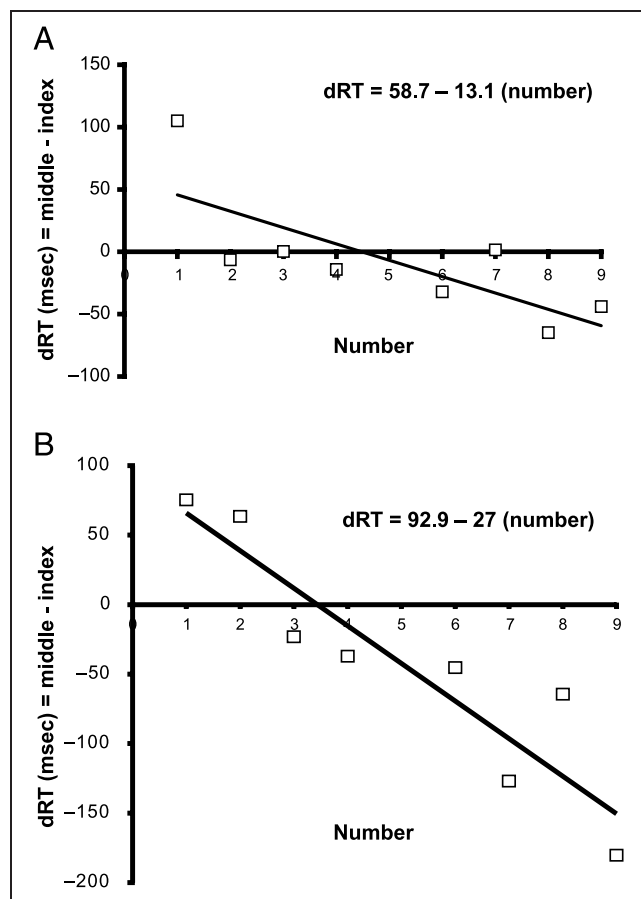 A
150
100
50
0
−50
−100
dRT (msec) = middle - index
dRT = 58.7 – 13.1 (number)
0 1 2 3 4 5 6 7 8 9
Number
B
100
50
0
−50
−100
−150
−200
dRT (msec) = middle - index
dRT = 92.9 – 27 (number)
0 1 2 3 4 5 6 7 8 9
Number